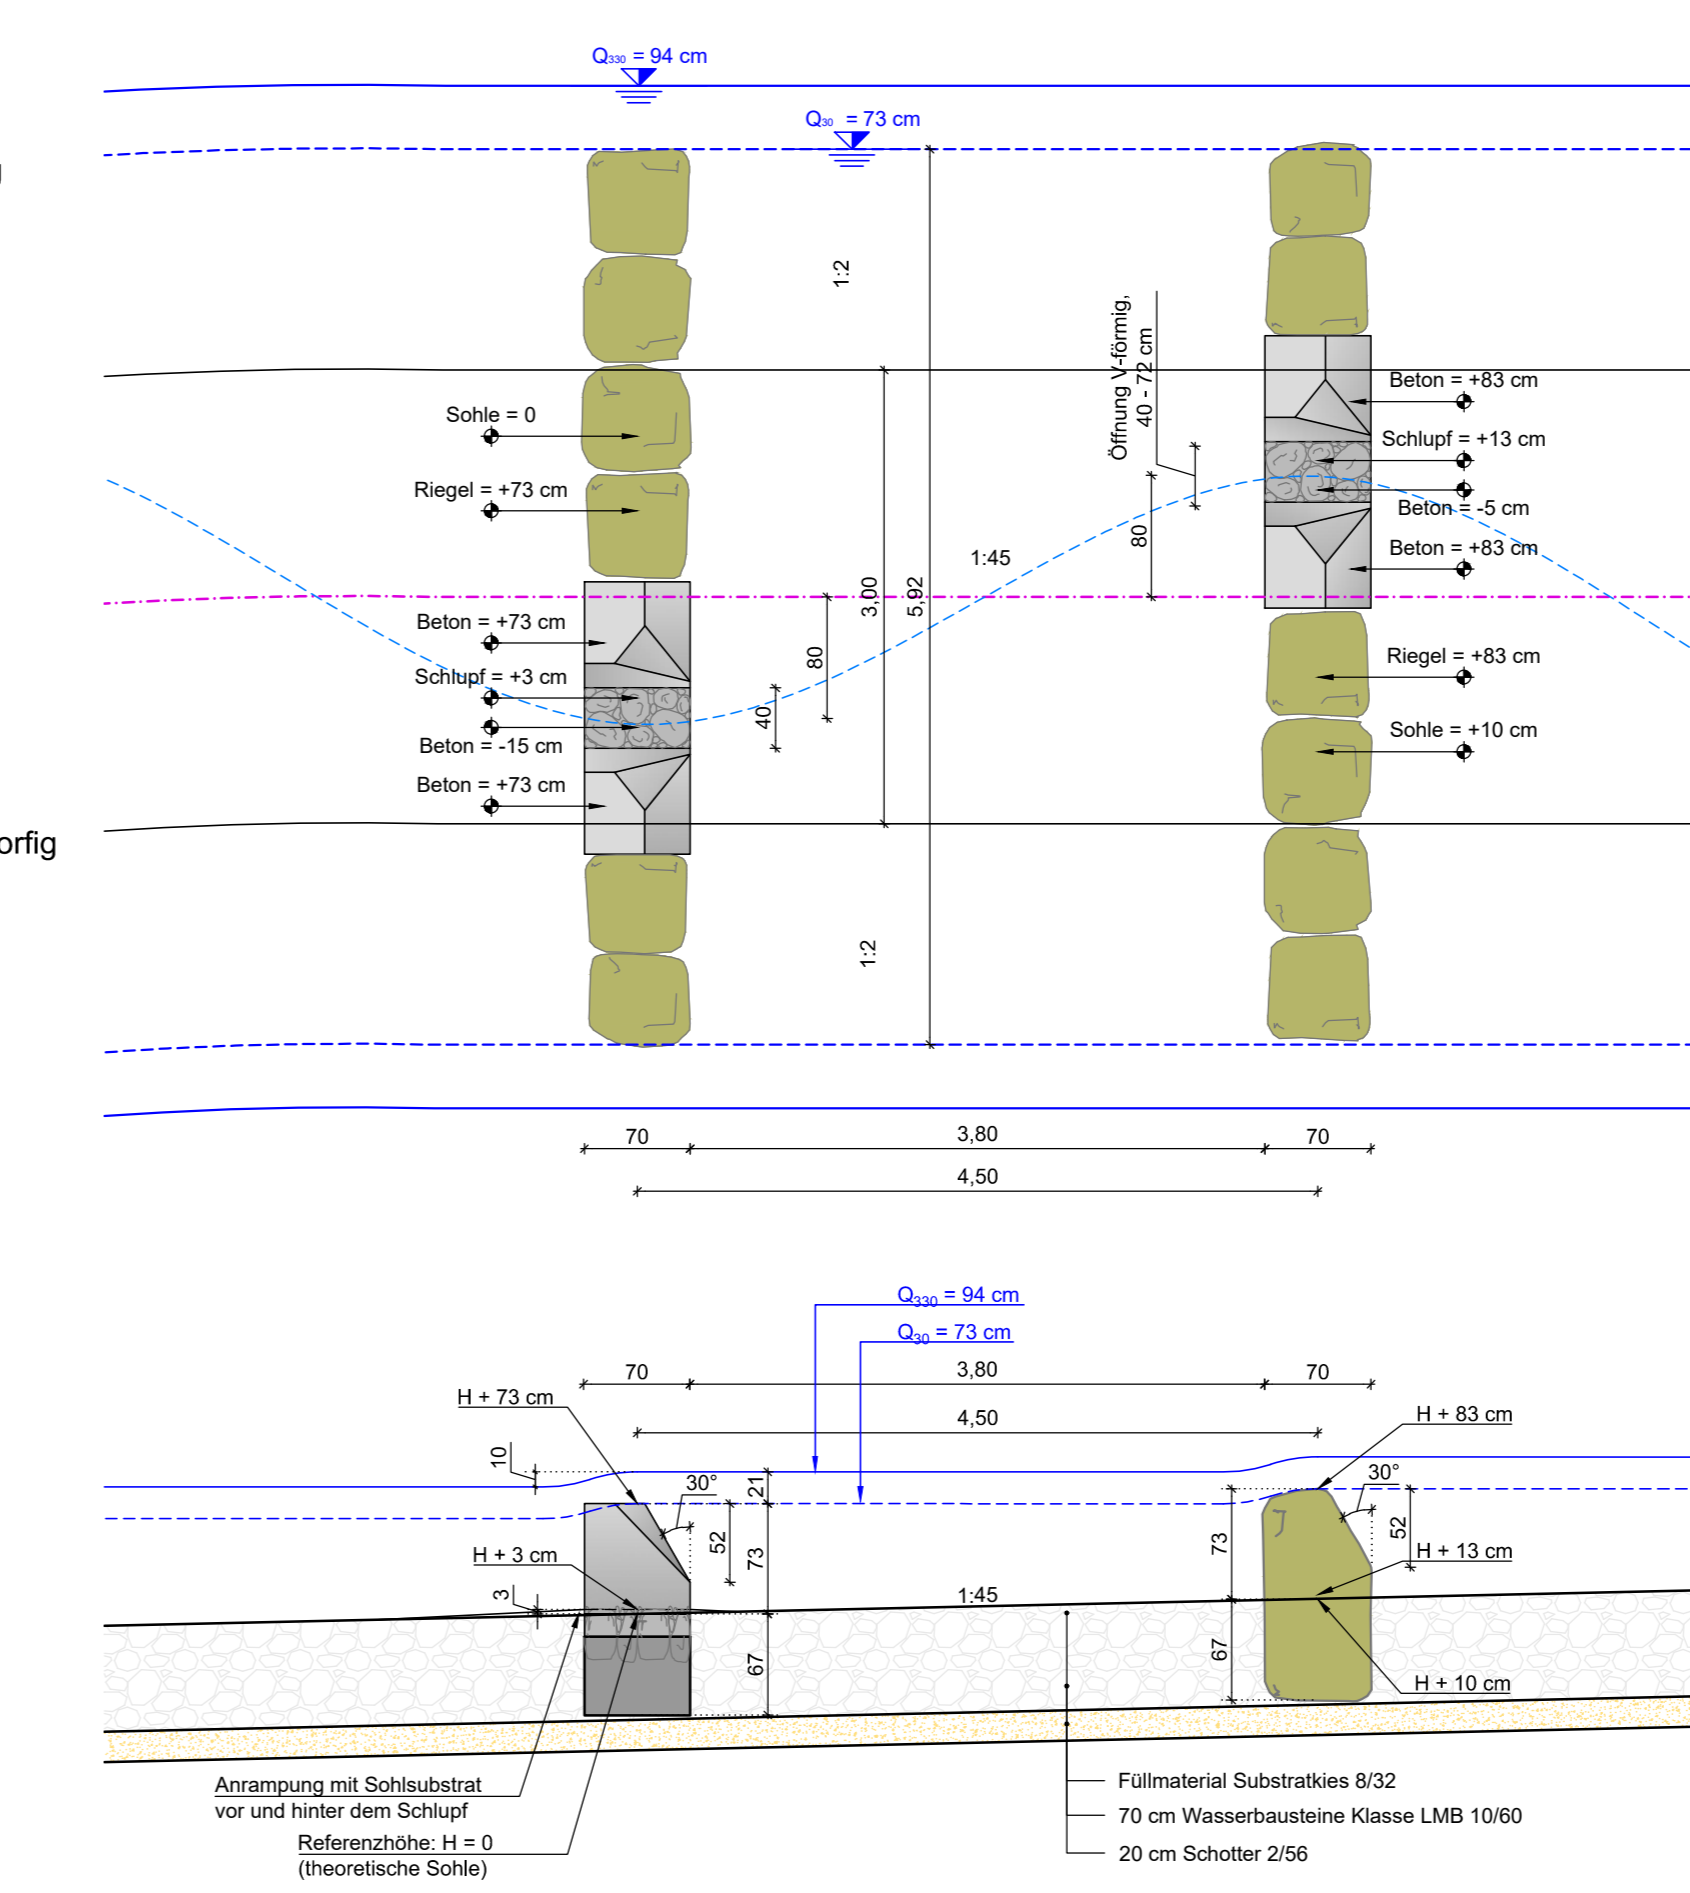 Q₃₃₀ = 94 cm
Q₃₀ = 73 cm
1:2
Öffnung V-förmig,
40 - 72 cm
Sohle = 0
Riegel = +73 cm
Beton = +73 cm
Schlupf = +3 cm
Beton = -15 cm
Beton = +73 cm
80
40
3,00
5,92
1:45
80
Beton = +83 cm
Schlupf = +13 cm
Beton = -5 cm
Beton = +83 cm
Riegel = +83 cm
Sohle = +10 cm
orfig
1:2
70
3,80
70
4,50
Q₃₃₀ = 94 cm
Q₃₀ = 73 cm
70
3,80
70
4,50
H + 73 cm
H + 83 cm
10
21
30°
30°
52
73
73
52
H + 3 cm
H + 13 cm
3
1:45
67
67
H + 10 cm
Anrampung mit Sohlsubstrat
vor und hinter dem Schlupf
Referenzhöhe: H = 0
(theoretische Sohle)
Füllmaterial Substratkies 8/32
70 cm Wasserbausteine Klasse LMB 10/60
20 cm Schotter 2/56